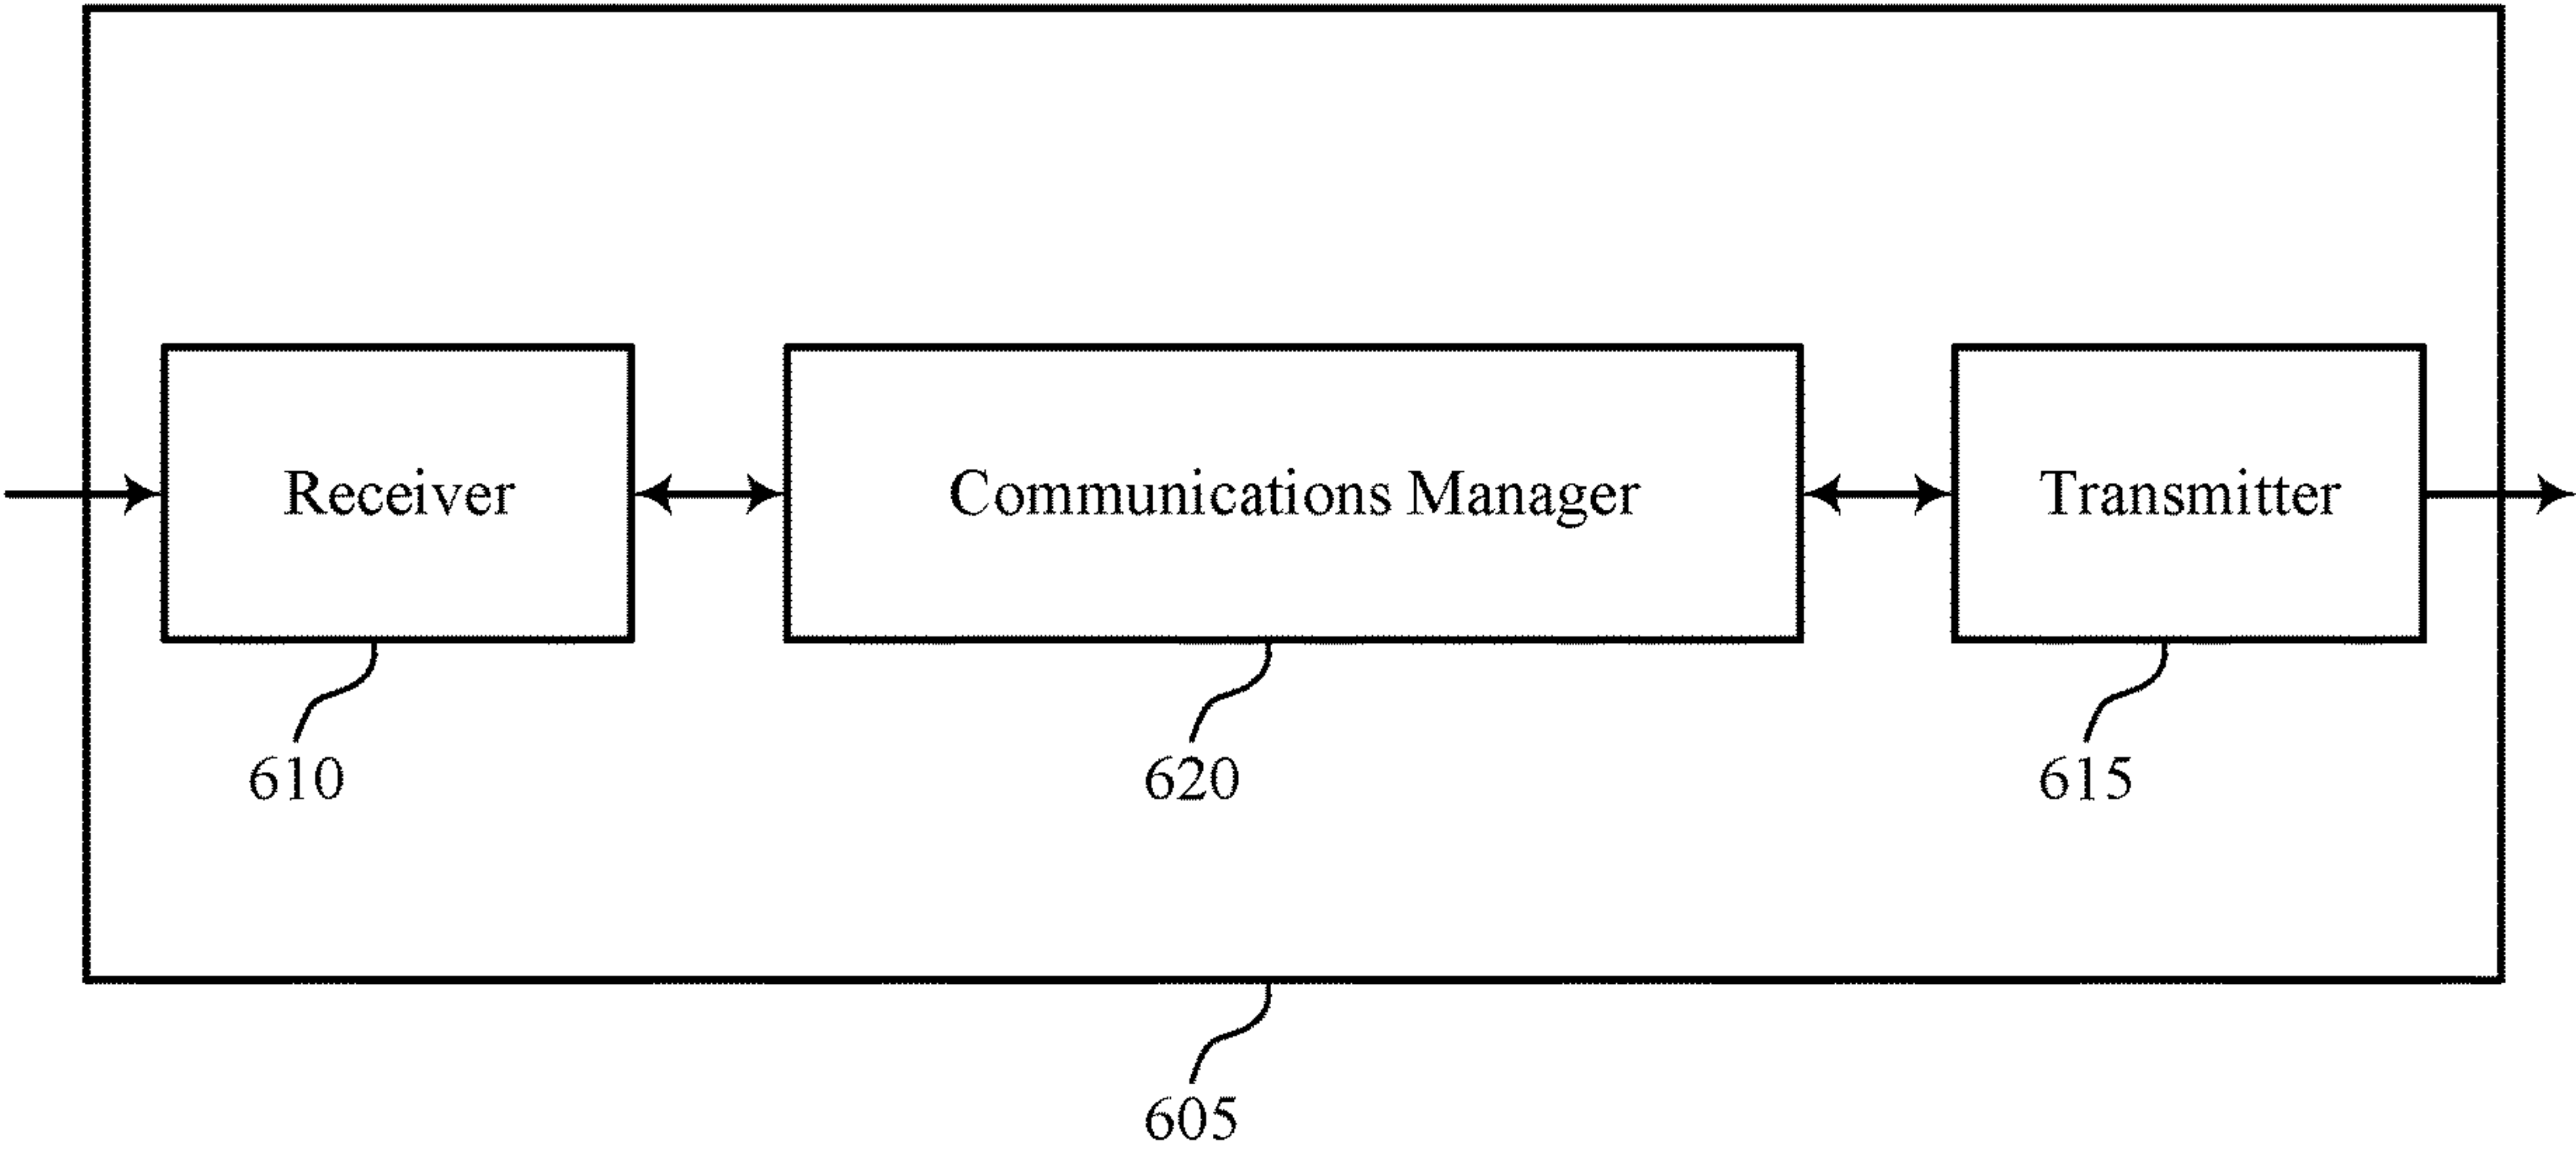 Receiver
Communications Manager
Transmitter
610
620
615
605